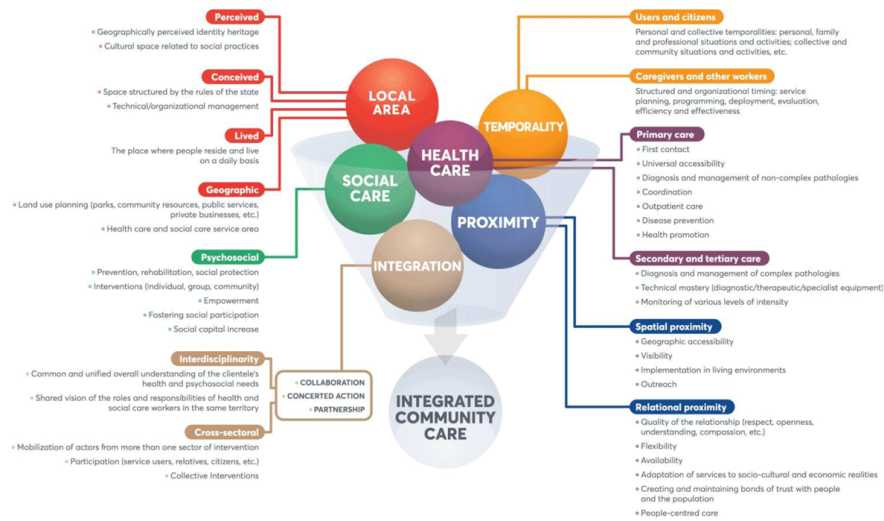 Perceived
Geographically perceived identity heritage
Cultural space related to social practices
Conceived
Space structured by the rules of the state
Technical/organizational management
Lived
The place where people reside and live
on a daily basis
Geographic
Land use planning (parks, community resources, public services,
private businesses, etc.)
Health care and social care service area
Psychosocial
Prevention, rehabilitation, social protection
Interventions (individual, group, community)
Empowerment
Fostering social participation
Social capital increase
Interdisciplinarity
Common and unified overall understanding of the clientele's
health and psychosocial needs
Shared vision of the roles and responsibilities of health and
social care workers in the same territory
Cross-sectoral
Mobilization of actors from more than one sector of intervention
Participation (service users, relatives, citizens, etc.)
Collective Interventions
COLLABORATION
CONCERTED ACTION
PARTNERSHIP
LOCAL
AREA
TEMPORALITY
HEALTH
CARE
SOCIAL
CARE
PROXIMITY
INTEGRATION
INTEGRATED
COMMUNITY
CARE
Users and citizens
Personal and collective temporalities: personal, family
and professional situations and activities; collective and
community situations and activities, etc.
Caregivers and other workers
Structured and organizational timing: service
planning, programming, deployment, evaluation,
efficiency and effectiveness
Primary care
First contact
Universal accessibility
Diagnosis and management of non-complex pathologies
Coordination
Outpatient care
Disease prevention
Health promotion
Secondary and tertiary care
Diagnosis and management of complex pathologies
Technical mastery (diagnostic/therapeutic/specialist equipment)
Monitoring of various levels of intensity
Spatial proximity
Geographic accessibility
Visibility
Implementation in living environments
Outreach
Relational proximity
Quality of the relationship (respect, openness,
understanding, compassion, etc.)
Flexibility
Availability
Adaptation of services to socio-cultural and economic realities
Creating and maintaining bonds of trust with people
and the population
People-centred care